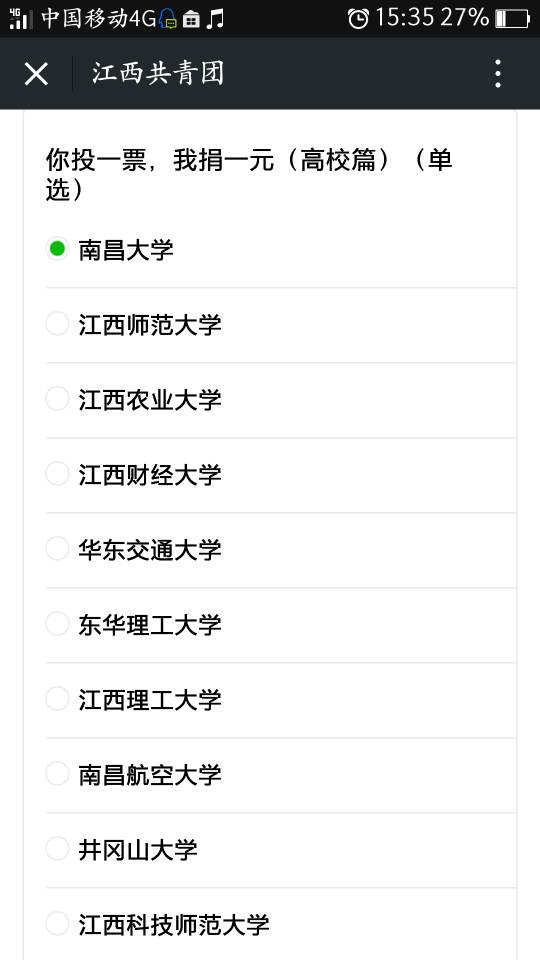 4G 中国移动4G 15:35 27%
江西共青团
你投一票，我捐一元（高校篇）（单
选）
南昌大学
江西师范大学
江西农业大学
江西财经大学
华东交通大学
东华理工大学
江西理工大学
南昌航空大学
井冈山大学
江西科技师范大学